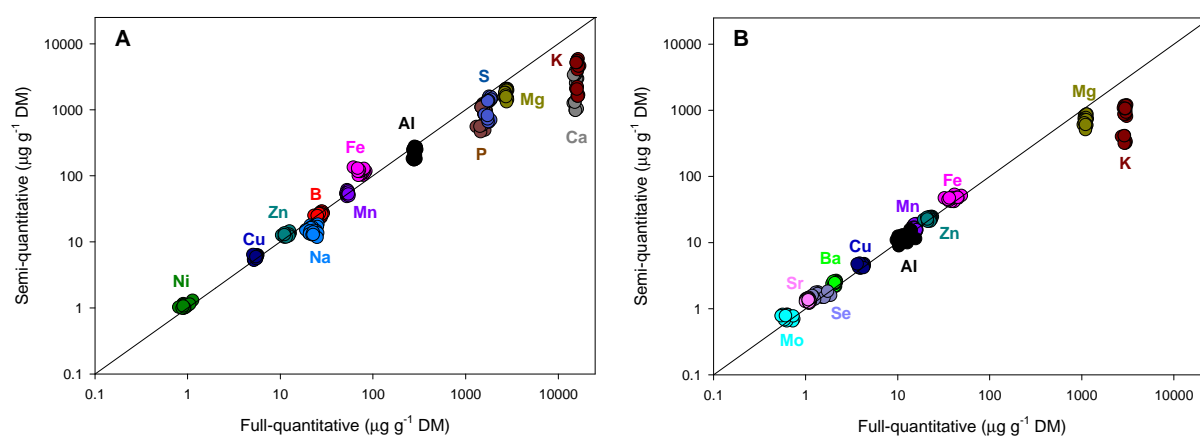 A
10000
1000
100
10
1
0.1
Semi-quantitative (µg g⁻¹ DM)
K
S
Mg
Ca
P
Al
Fe
Mn
B
Zn
Na
Cu
Ni
0.1 1 10 100 1000 10000
Full-quantitative (µg g⁻¹ DM)
B
10000
1000
100
10
1
0.1
Semi-quantitative (µg g⁻¹ DM)
Mg
K
Fe
Mn
Zn
Cu
Al
Ba
Sr
Se
Mo
0.1 1 10 100 1000 10000
Full-quantitative (µg g⁻¹ DM)